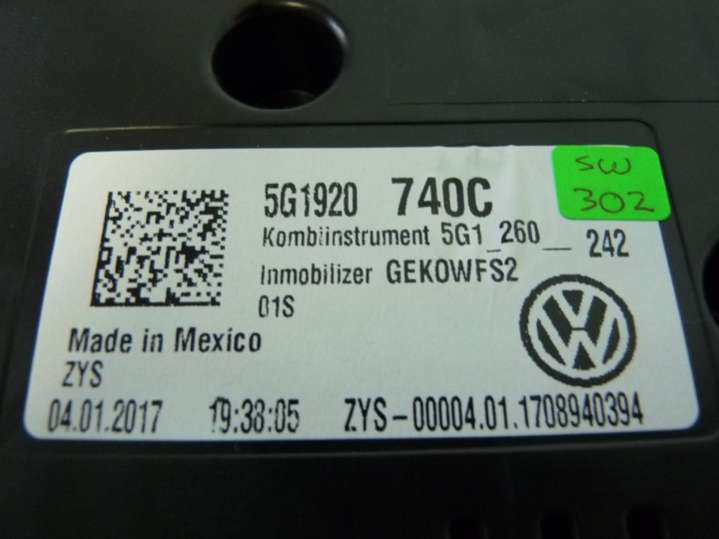 5G1920 740C
SW
302
Kombiinstrument 5G1_260__ 242
Inmobilizer GEKOWFS2
01S
Made in Mexico
ZYS
04.01.2017 19:38:05 ZYS-00004.01.1708940394